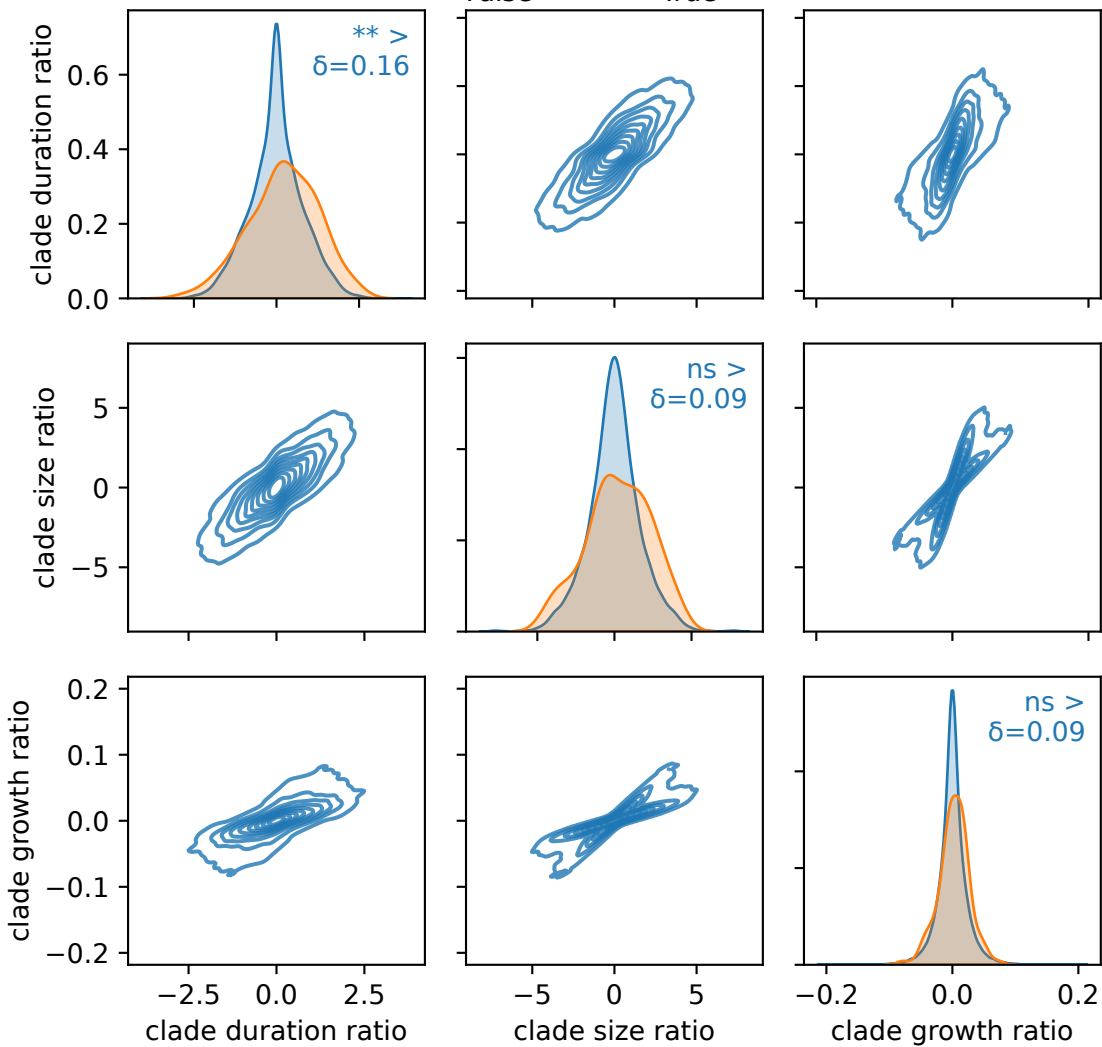 False True
clade duration ratio
0.6
0.4
0.2
0.0
** >
δ=0.16
clade size ratio
5
0
−5
ns >
δ=0.09
clade growth ratio
0.2
0.1
0.0
−0.1
−0.2
ns >
δ=0.09
−2.5 0.0 2.5
clade duration ratio
−5 0 5
clade size ratio
−0.2 0.0 0.2
clade growth ratio